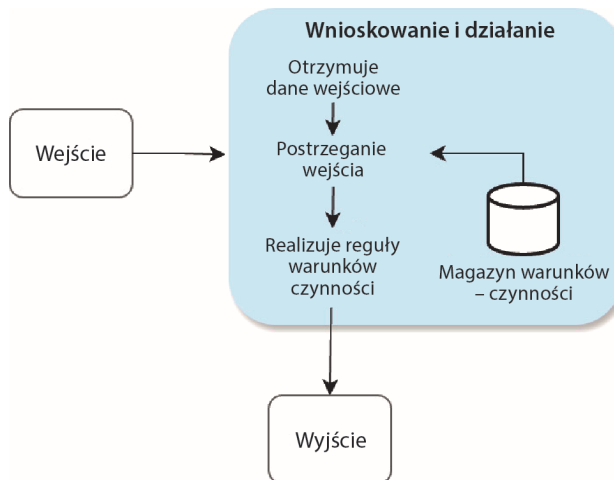 Wnioskowanie i działanie
Otrzymuje
dane wejściowe
Wejście
Postrzeganie
wejścia
Realizuje reguły
warunków
czynności
Magazyn warunków
– czynności
Wyjście